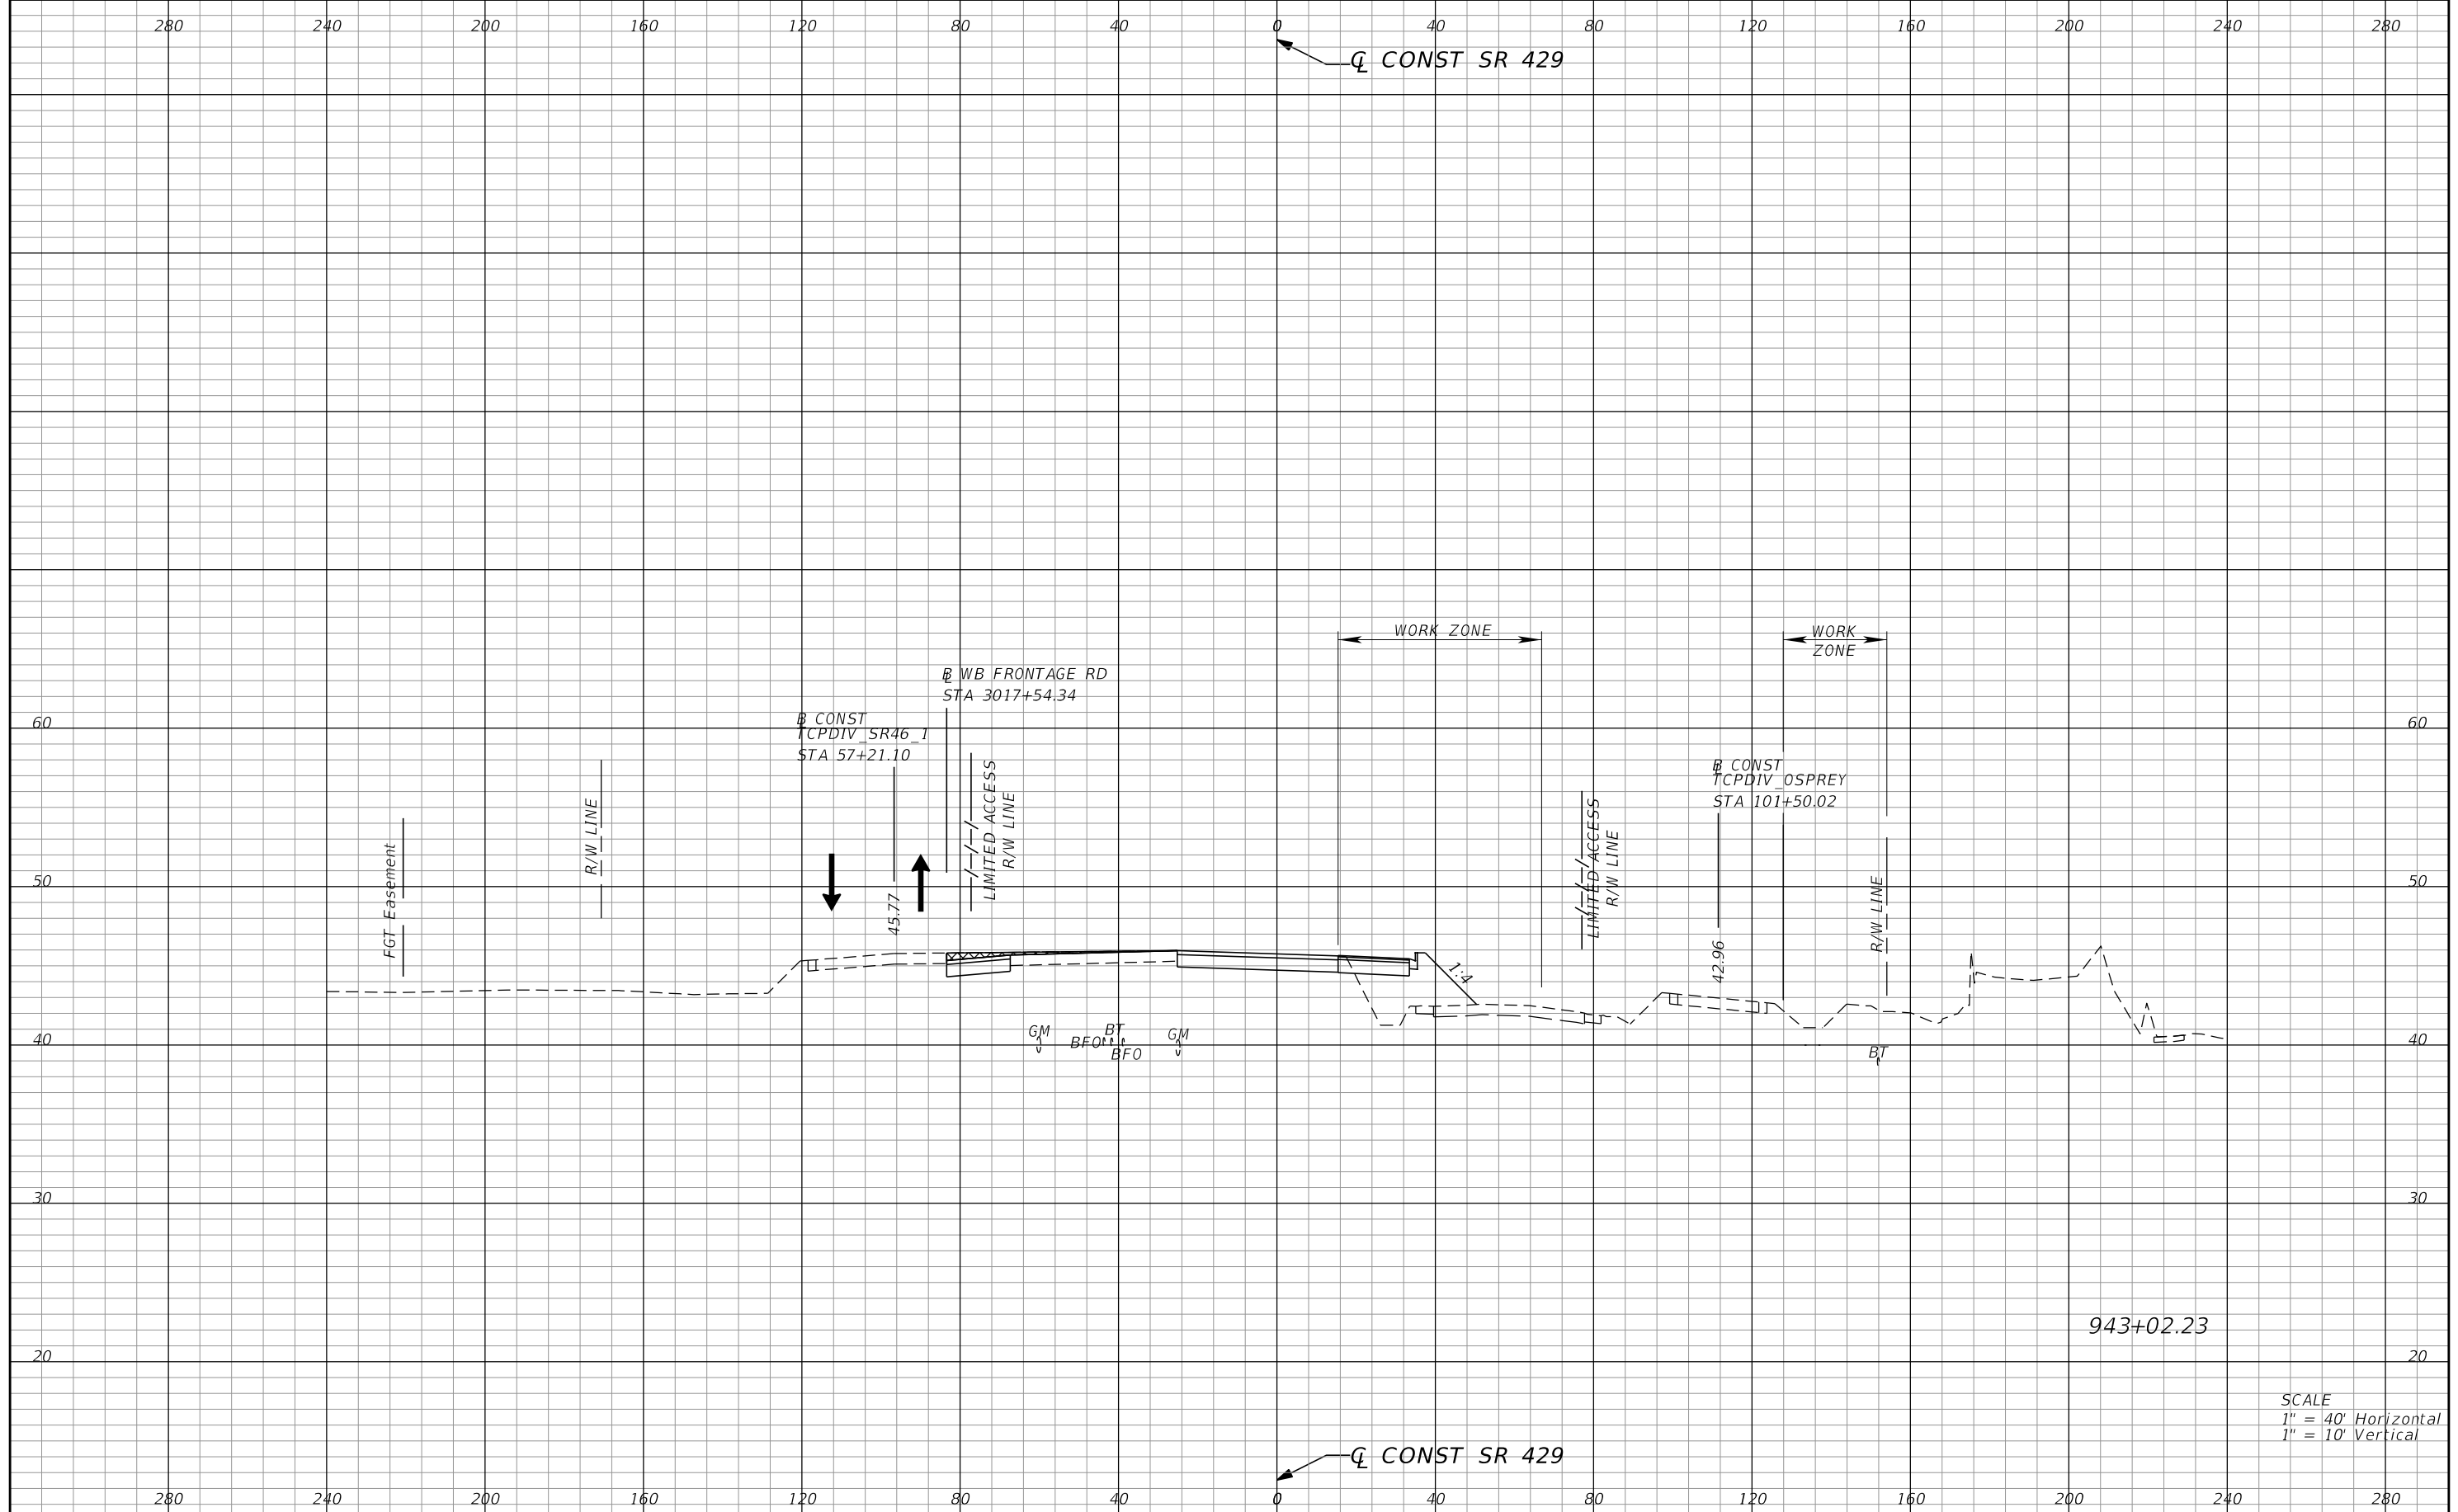 280 240 200 160 120 80 40 0 40 80 120 160 200 240 280
℄ CONST SR 429
WORK ZONE
WORK
ZONE
℄ WB FRONTAGE RD
STA 3017+54.34
℄ CONST
TCPDIV_SR46_1
STA 57+21.10
60 60
℄ CONST
TCPDIV_OSPREY
STA 101+50.02
FGT Easement
R/W LINE
45.77
LIMITED ACCESS
R/W LINE
LIMITED ACCESS
R/W LINE
42.96
R/W LINE
50 50
1:4
GM
BFO
BT
BFO
GM
BT
40 40
30 30
943+02.23
20 20
SCALE
1" = 40' Horizontal
1" = 10' Vertical
℄ CONST SR 429
280 240 200 160 120 80 40 0 40 80 120 160 200 240 280